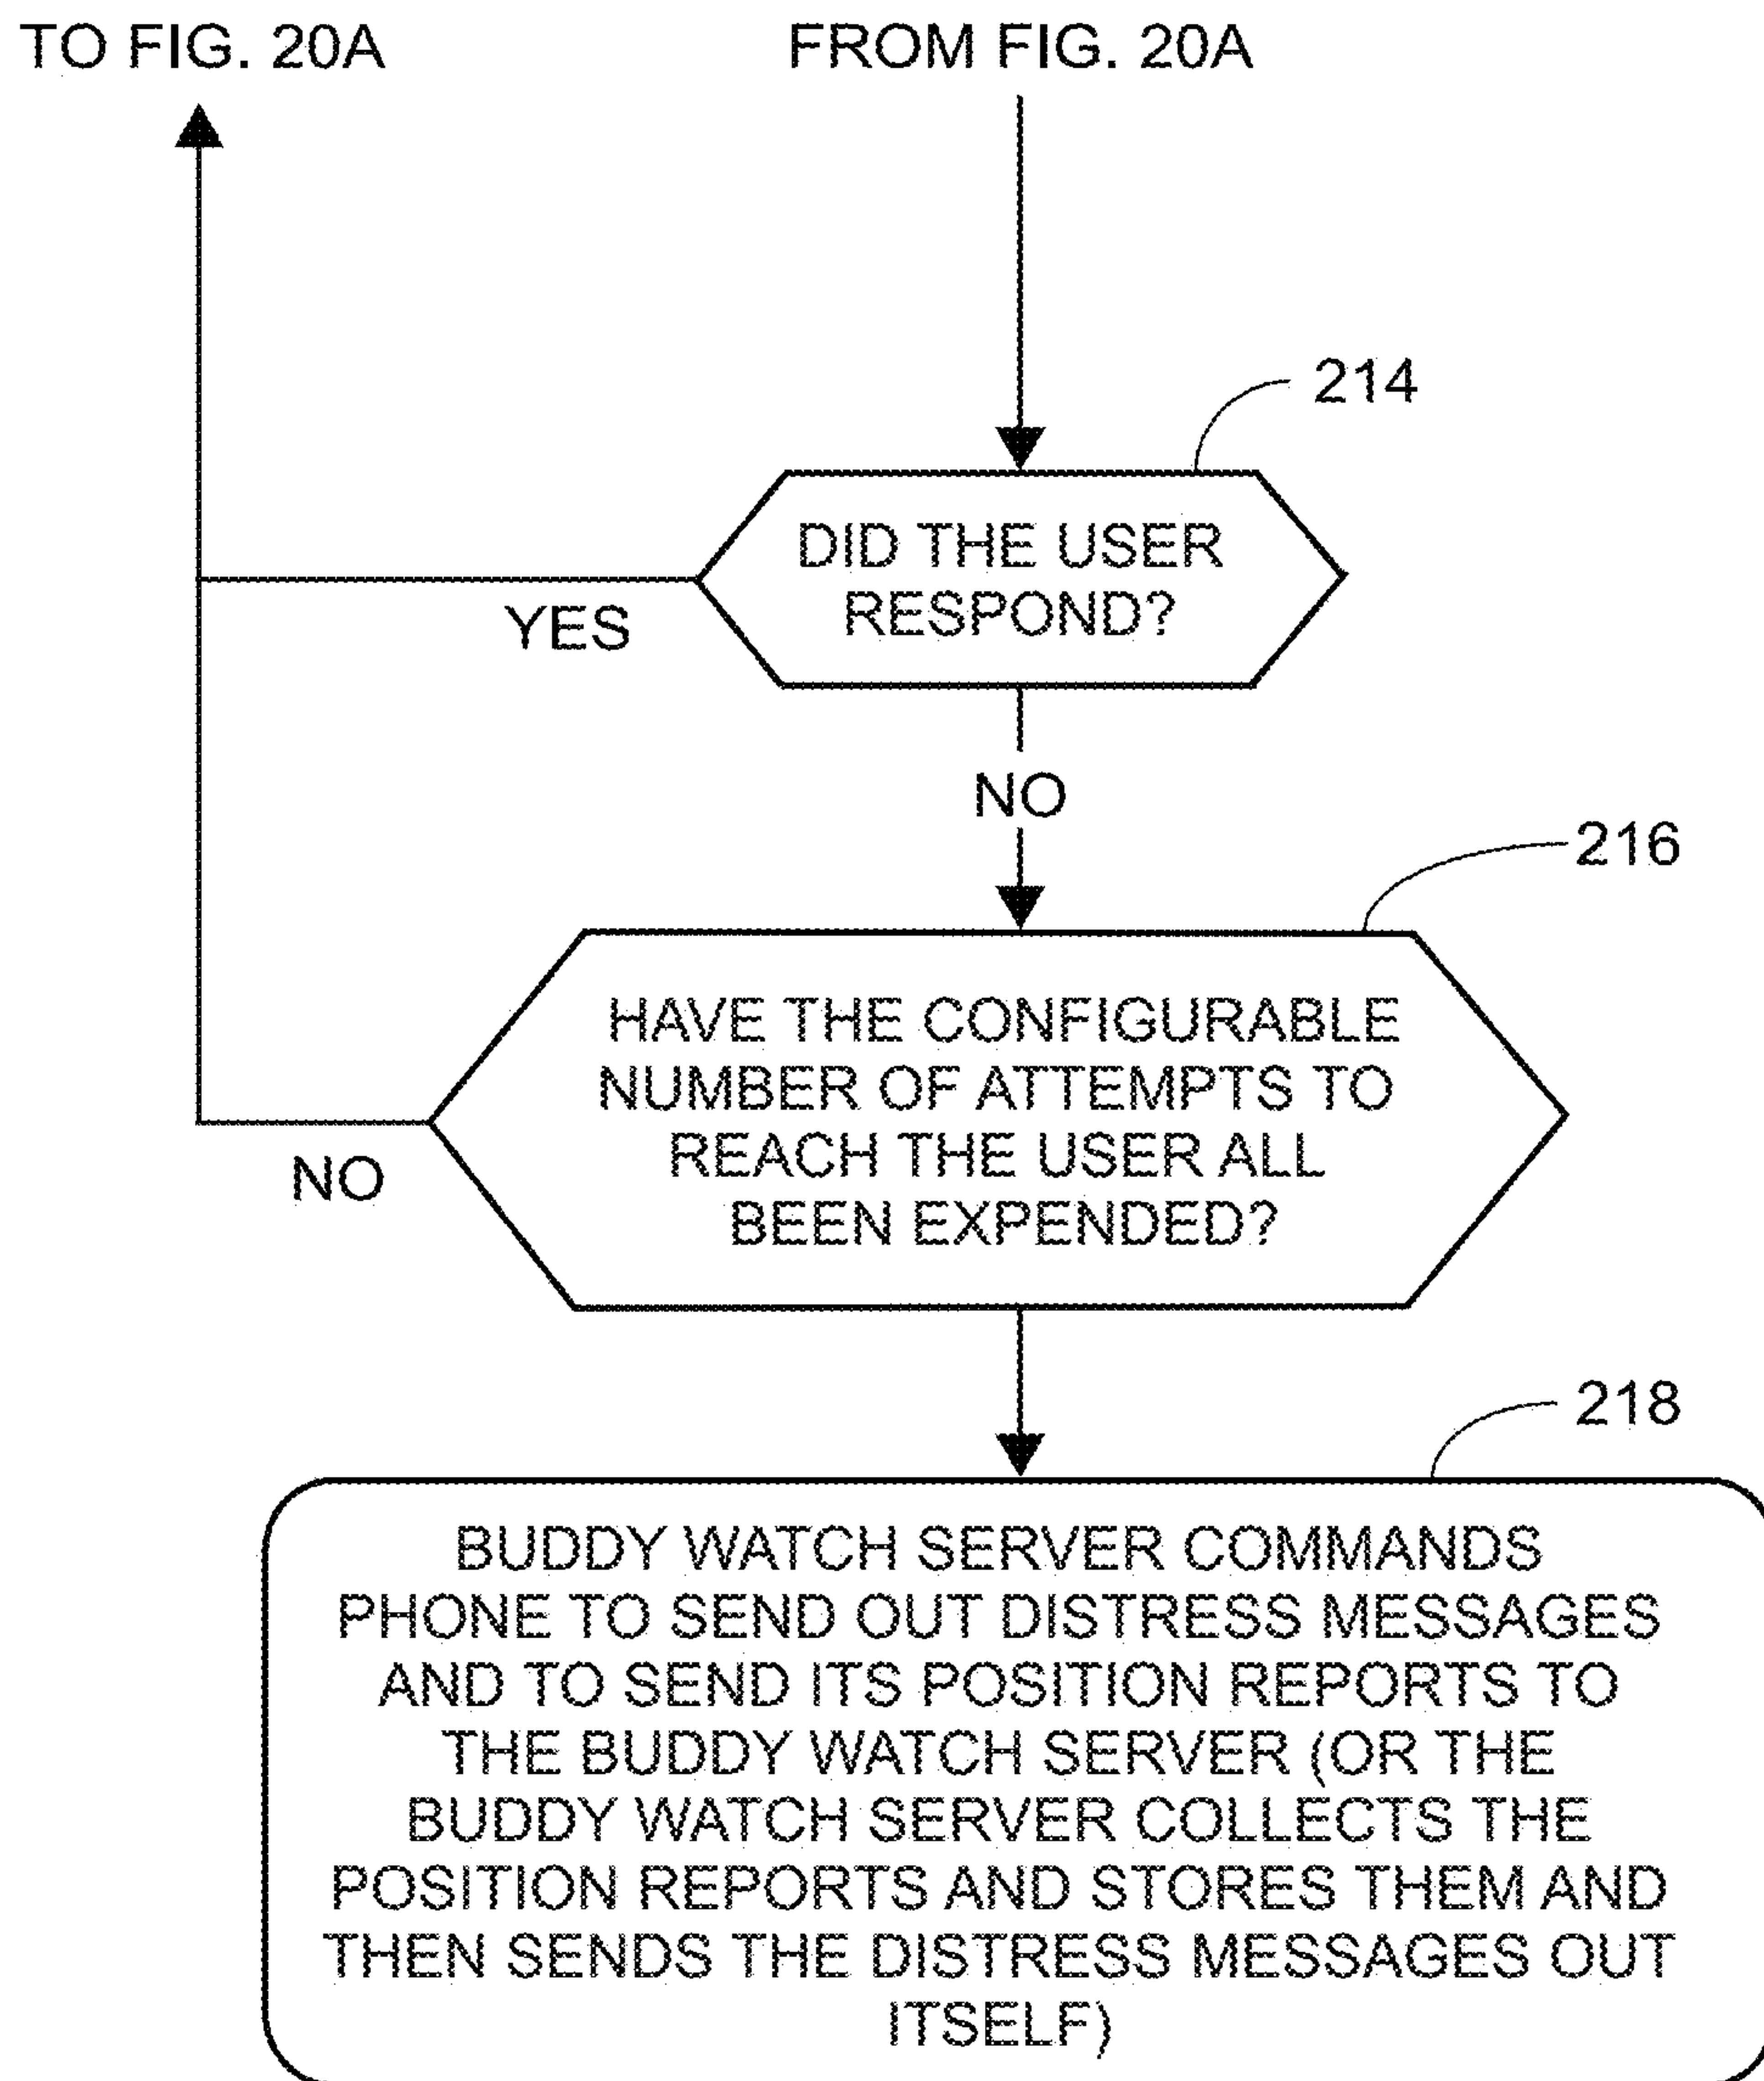 TO FIG. 20A
FROM FIG. 20A
214
DID THE USER
RESPOND?
YES
NO
216
HAVE THE CONFIGURABLE
NUMBER OF ATTEMPTS TO
REACH THE USER ALL
BEEN EXPENDED?
NO
218
BUDDY WATCH SERVER COMMANDS
PHONE TO SEND OUT DISTRESS MESSAGES
AND TO SEND ITS POSITION REPORTS TO
THE BUDDY WATCH SERVER (OR THE
BUDDY WATCH SERVER COLLECTS THE
POSITION REPORTS AND STORES THEM AND
THEN SENDS THE DISTRESS MESSAGES OUT
ITSELF)